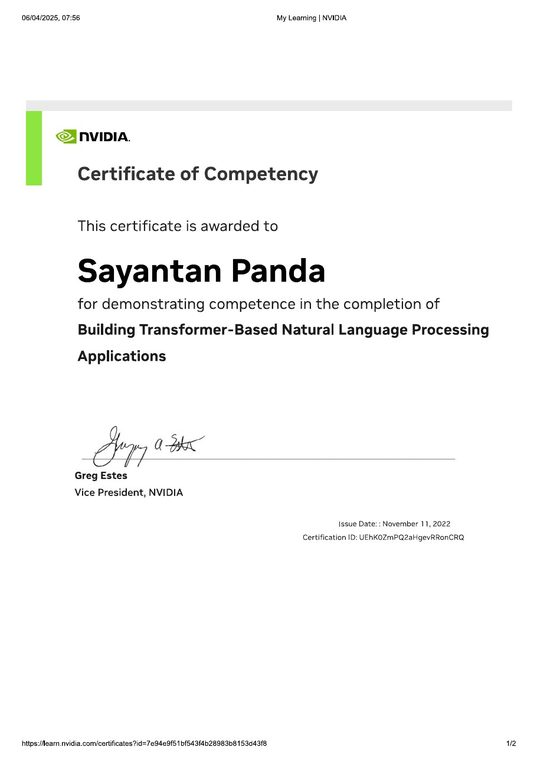 06/04/2025, 07:56 My Learning | NVIDIA
NVIDIA.
Certificate of Competency
This certificate is awarded to
Sayantan Panda
for demonstrating competence in the completion of
Building Transformer-Based Natural Language Processing
Applications
Greg Estes
Vice President, NVIDIA
Issue Date: : November 11, 2022
Certification ID: UEhK0ZmPQ2aHgevRRonCRQ
https://learn.nvidia.com/certificates?id=7e94e9f51bf543f4b28983b8153d43f8 1/2